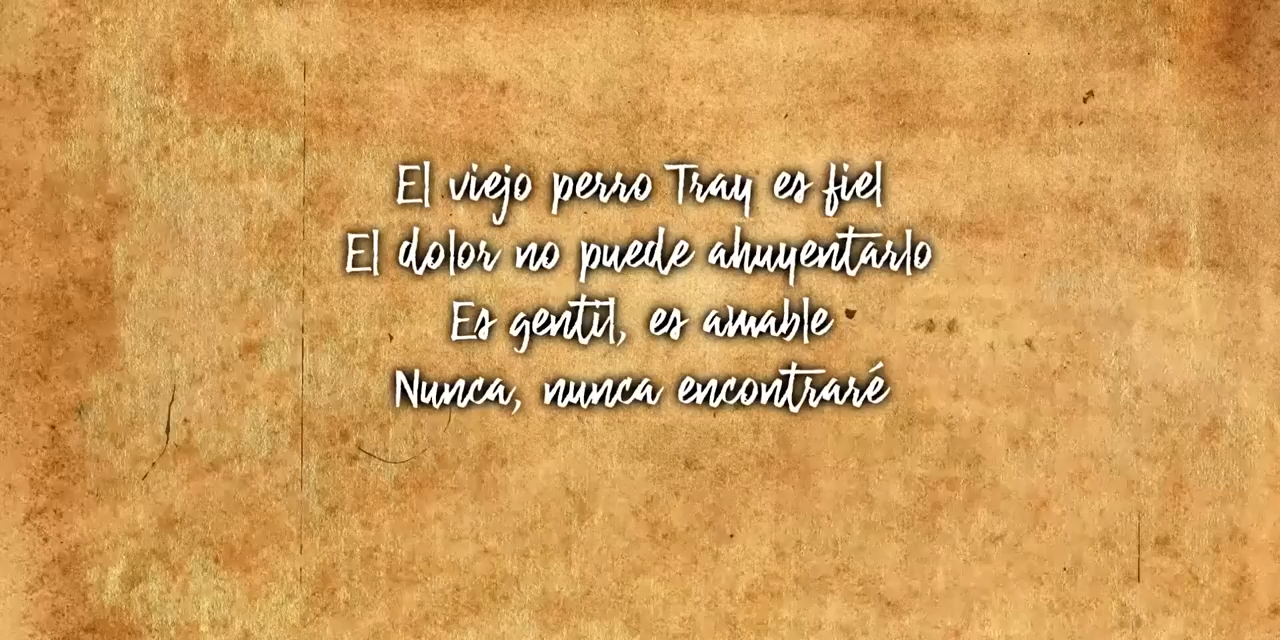 El viejo perro Tray es fiel
El dolor no puede ahuyentarlo
Es gentil, es amable
Nunca, nunca encontraré